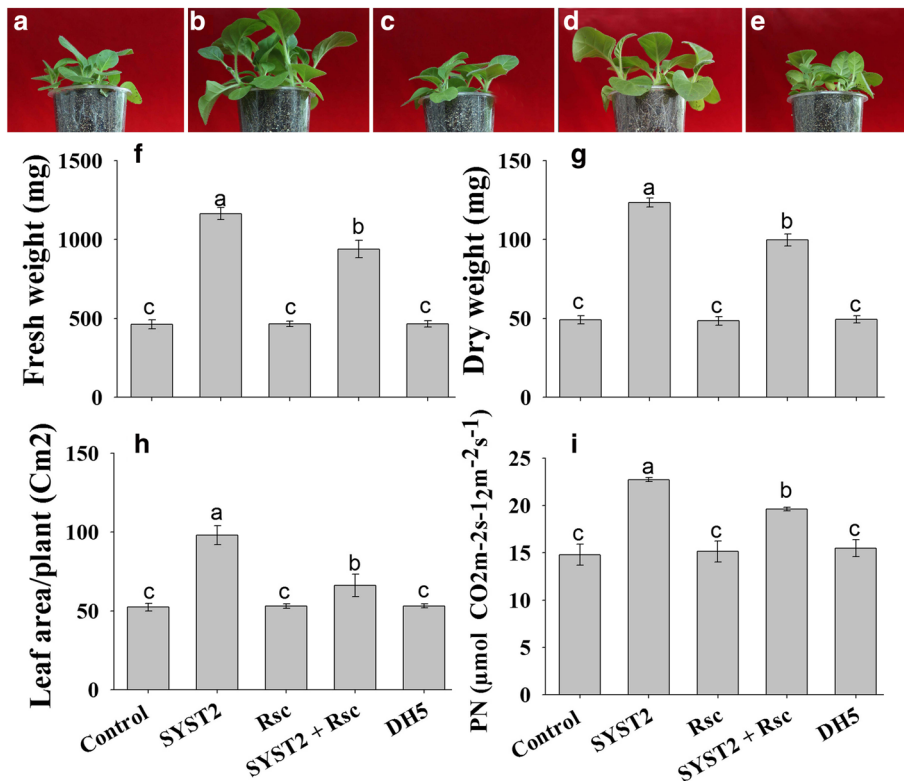 a b c d e
f
Fresh weight (mg)
1500
1000
500
0
c a c b c
g
Dry weight (mg)
150
100
50
0
c a c b c
h
Leaf area/plant (Cm2)
150
100
50
0
c a c b c
Control SYST2 Rsc SYST2 + Rsc DH5
i
PN (µmol CO2m-2s-1₂m⁻²s⁻¹)
25
20
15
10
5
0
c a c b c
Control SYST2 Rsc SYST2 + Rsc DH5